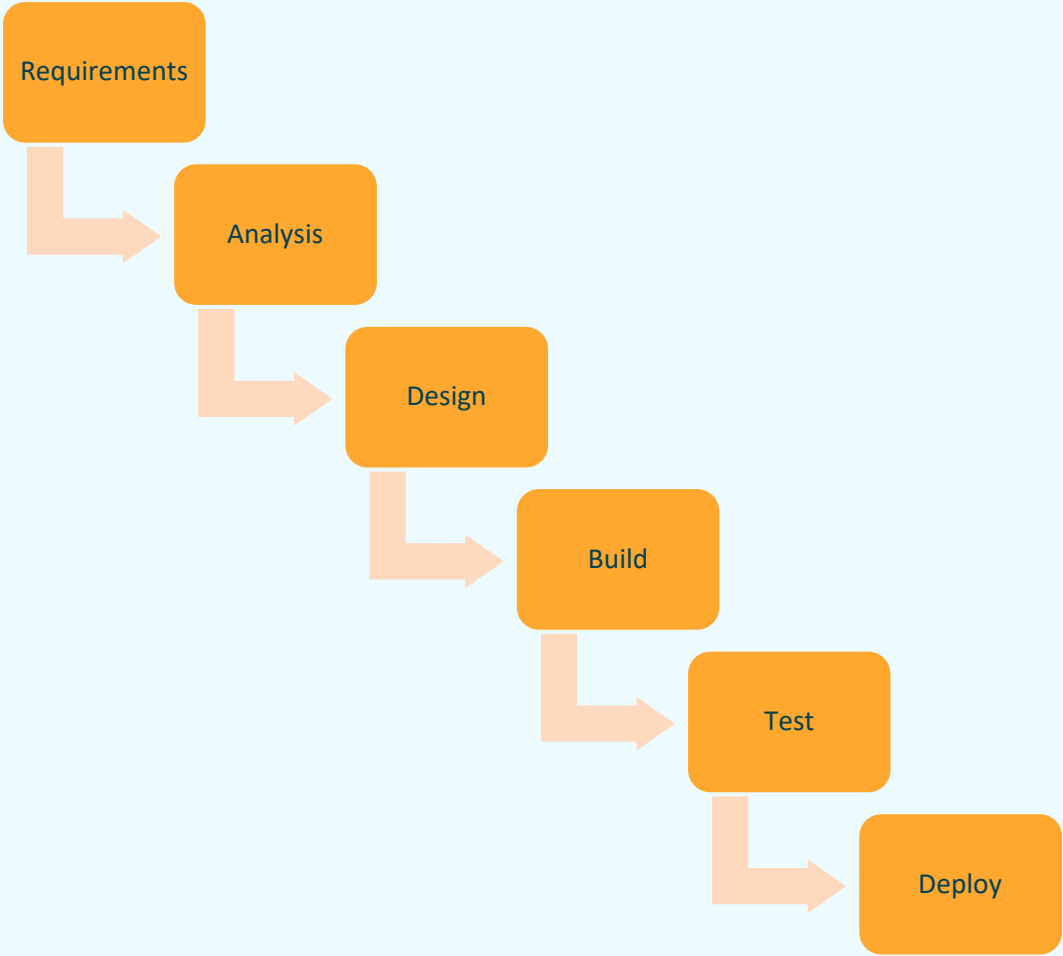 Requirements
Analysis
Design
Build
Test
Deploy